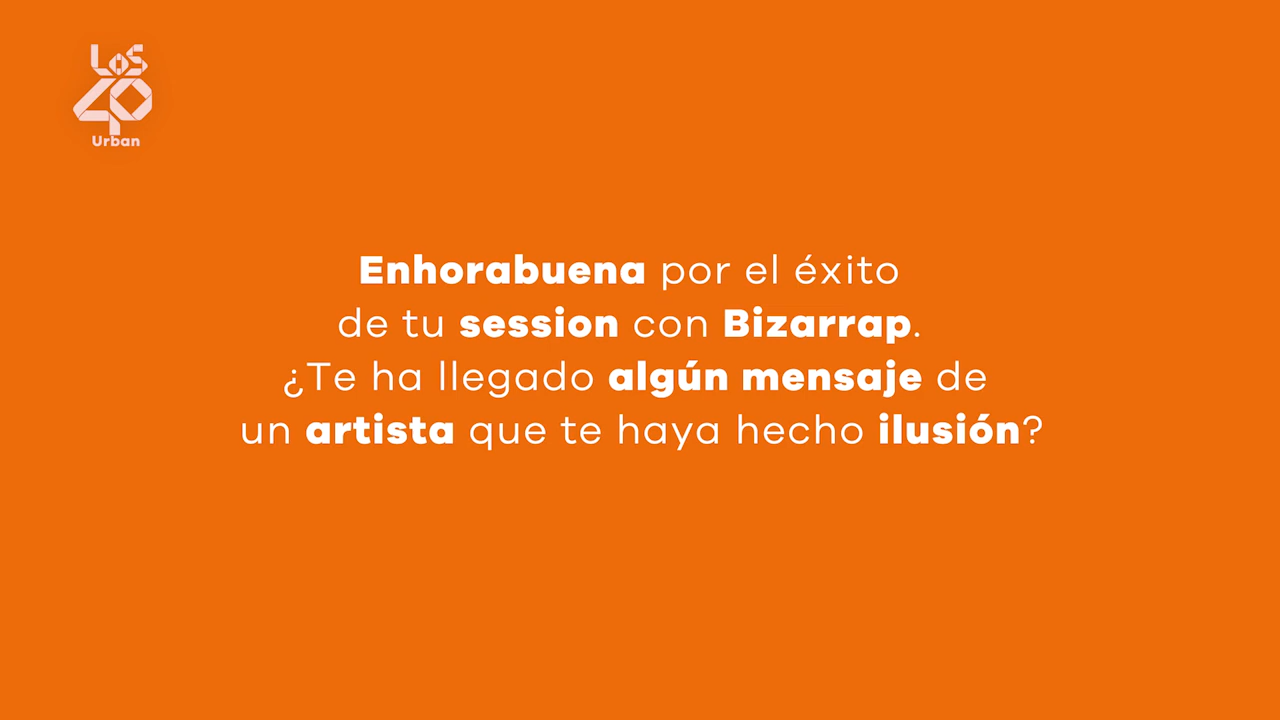 LOS
40
Urban
Enhorabuena por el éxito
de tu session con Bizarrap.
¿Te ha llegado algún mensaje de
un artista que te haya hecho ilusión?